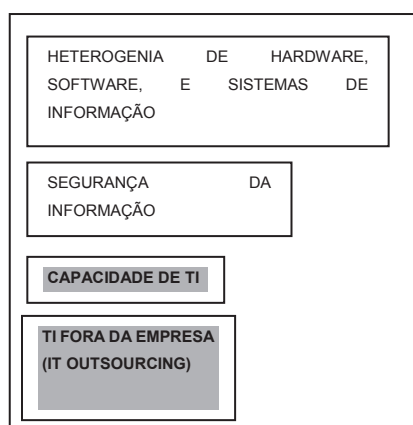 HETEROGENIA DE HARDWARE,
SOFTWARE, E SISTEMAS DE
INFORMAÇÃO
SEGURANÇA DA
INFORMAÇÃO
CAPACIDADE DE TI
TI FORA DA EMPRESA
(IT OUTSOURCING)